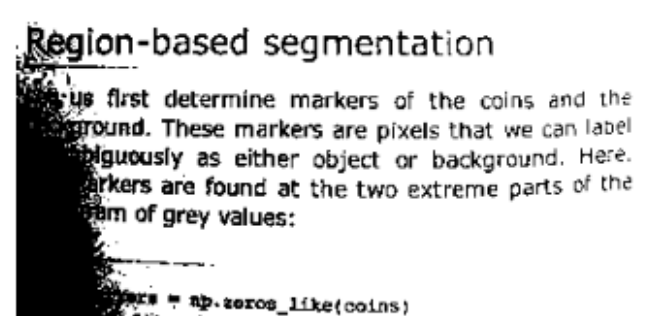 Region-based segmentation
us first determine markers of the coins and the
ground. These markers are pixels that we can label
biguously as either object or background. Here.
arkers are found at the two extreme parts of the
am of grey values:
ers = np.zeros_like(coins)